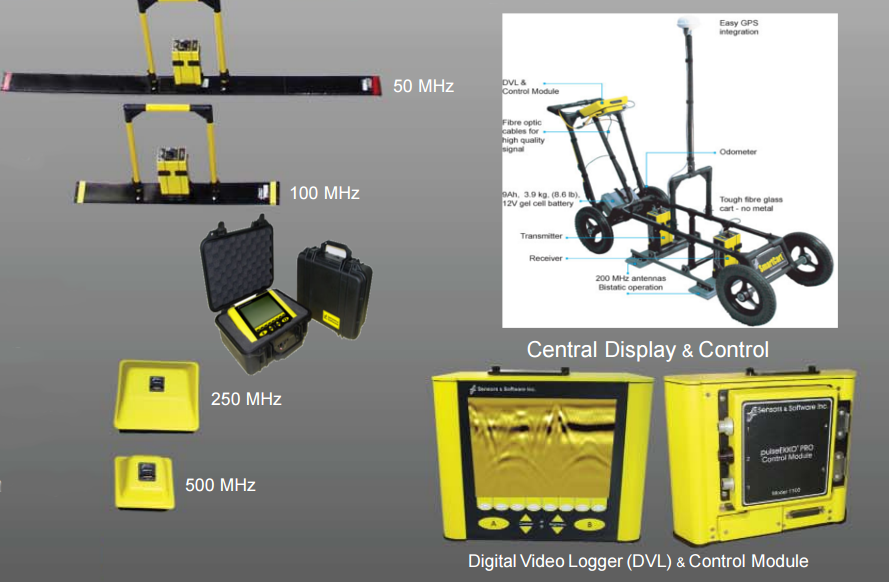 50 MHz
100 MHz
250 MHz
500 MHz
Easy GPS
integration
DVL &
Control Module
Fibre optic
cables for
high quality
signal
Odometer
9Ah, 3.9 kg, (8.6 lb),
12V gel cell battery
Tough fibre glass
cart - no metal
Transmitter
Receiver
SmartCart
200 MHz antennas
Bistatic operation
Central Display & Control
Sensors & Software Inc.
A
B
Sensors & Software Inc.
pulseEKKO PRO
Control Module
Model 1100
Digital Video Logger (DVL) & Control Module